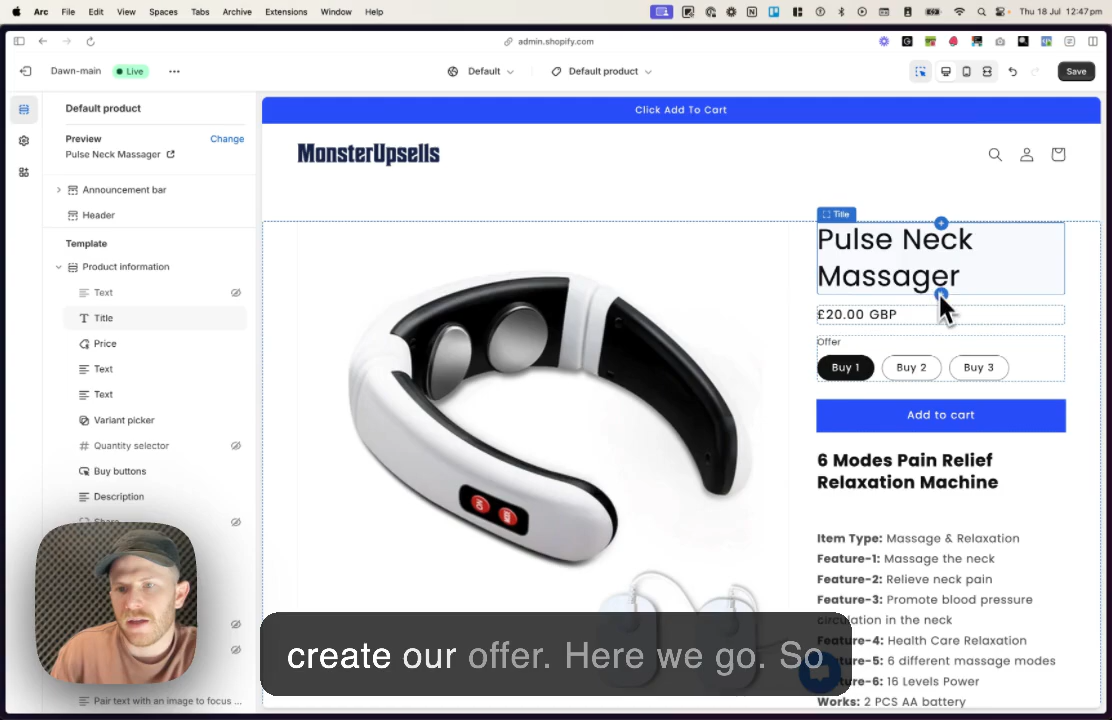 Arc File Edit View Spaces Tabs Archive Extensions Window Help Thu 18 Jul 12:47pm
admin.shopify.com
Dawn-main Live Default Default product Save
Default product
Preview Change
Pulse Neck Massager
Announcement bar
Header
Template
Product information
Text
Title
Price
Text
Text
Variant picker
Quantity selector
Buy buttons
Description
Share
Pair text with an image to focus ...
Click Add To Cart
MonsterUpsells
Title
Pulse Neck
Massager
£20.00 GBP
Offer
Buy 1 Buy 2 Buy 3
Add to cart
6 Modes Pain Relief
Relaxation Machine
Item Type: Massage & Relaxation
Feature-1: Massage the neck
Feature-2: Relieve neck pain
Feature-3: Promote blood pressure
circulation in the neck
Feature-4: Health Care Relaxation
ture-5: 6 different massage modes
ture-6: 16 Levels Power
Works: 2 PCS AA battery
create our offer. Here we go. So